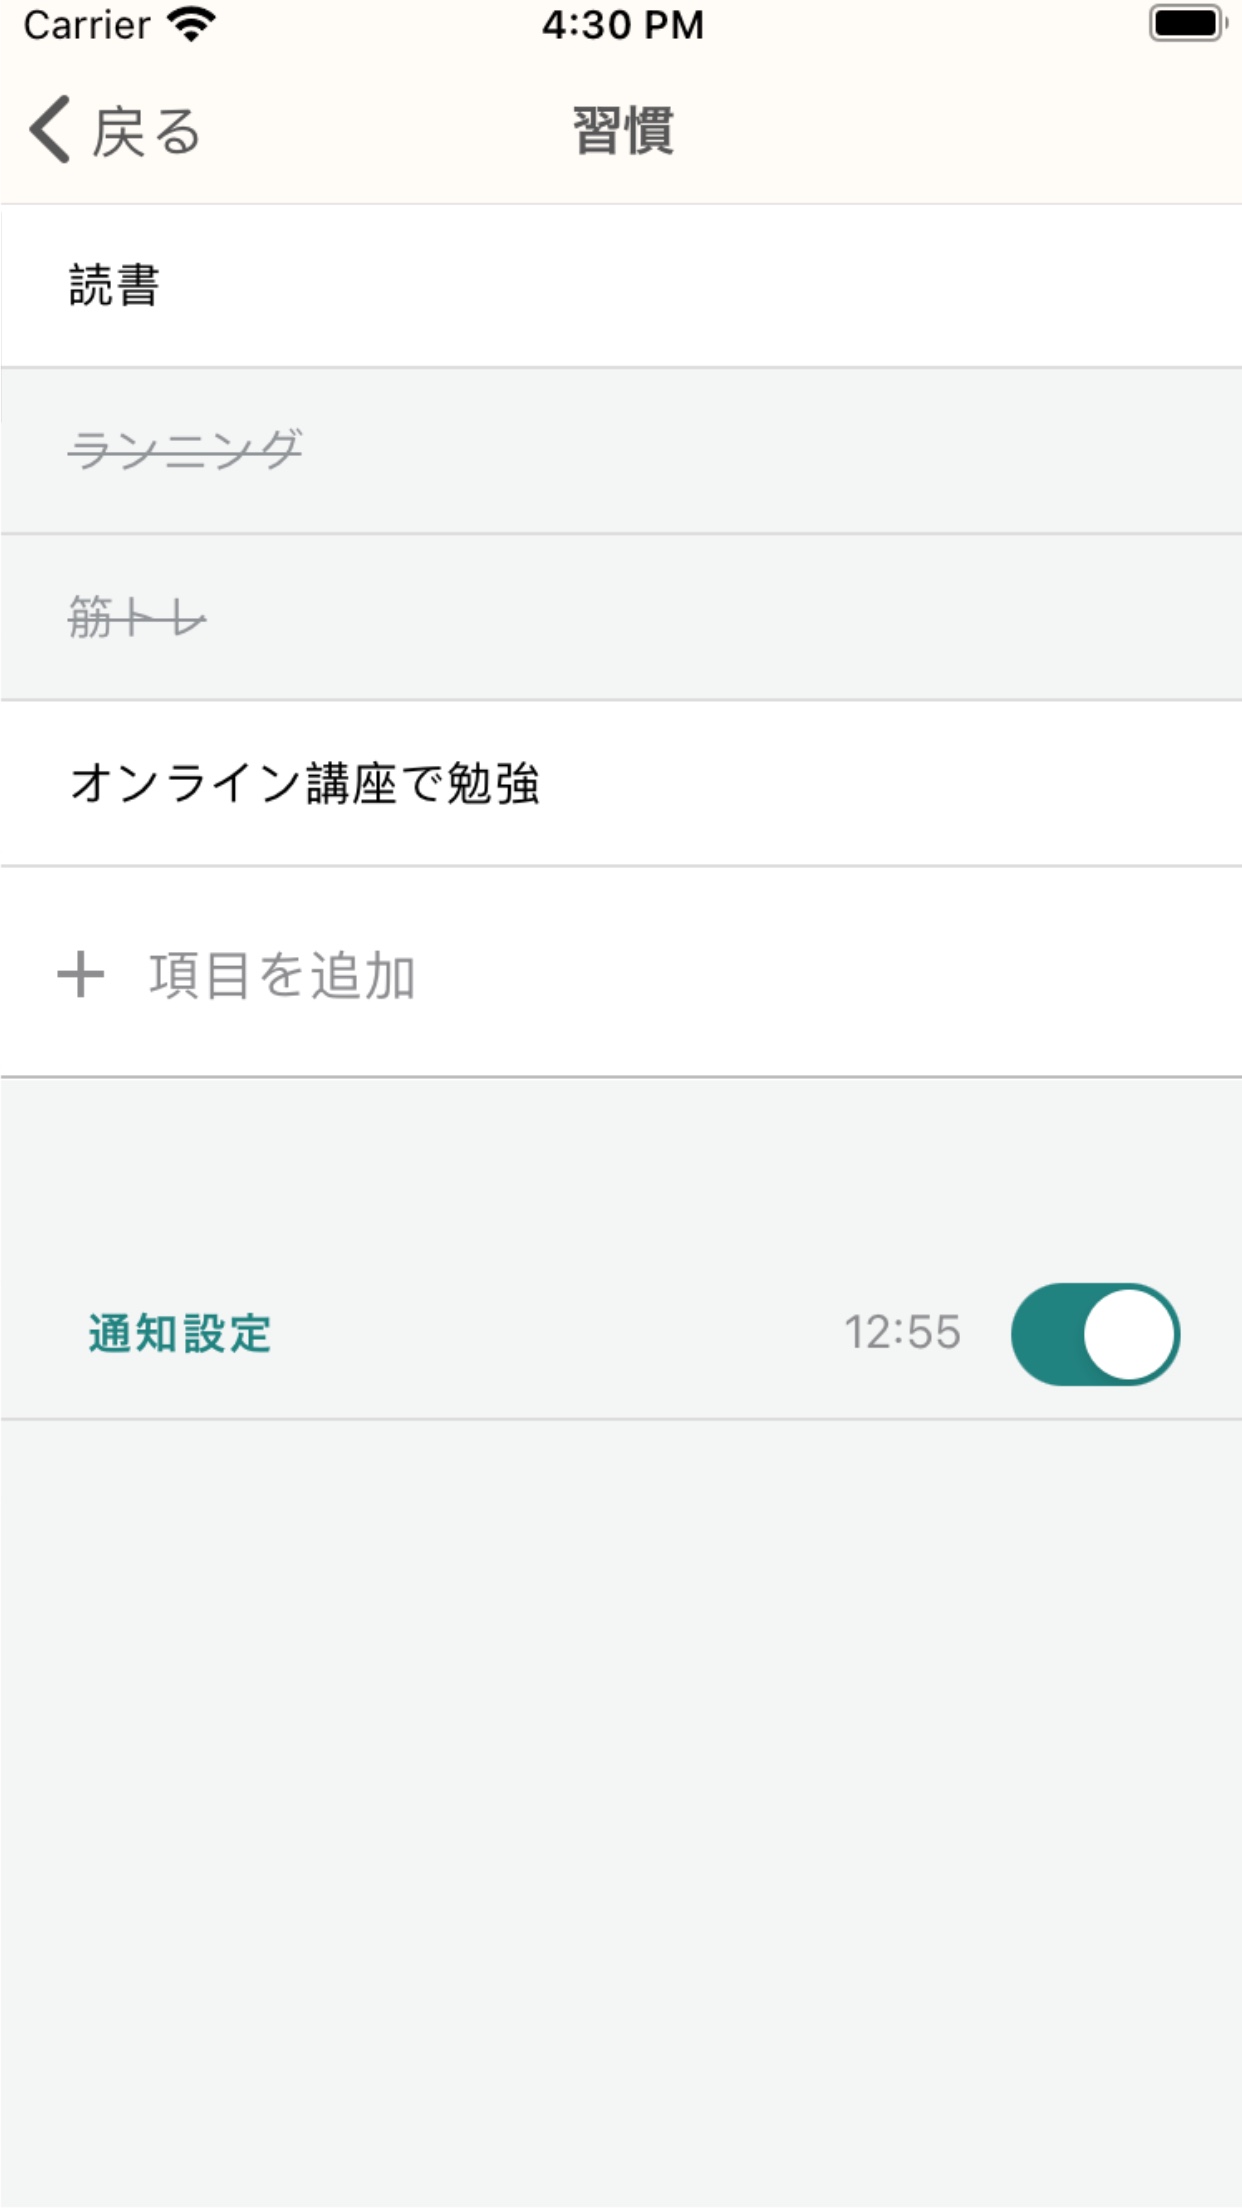 Carrier 4:30 PM
戻る 習慣
読書
ランニング
筋トレ
オンライン講座で勉強
+ 項目を追加
通知設定 12:55